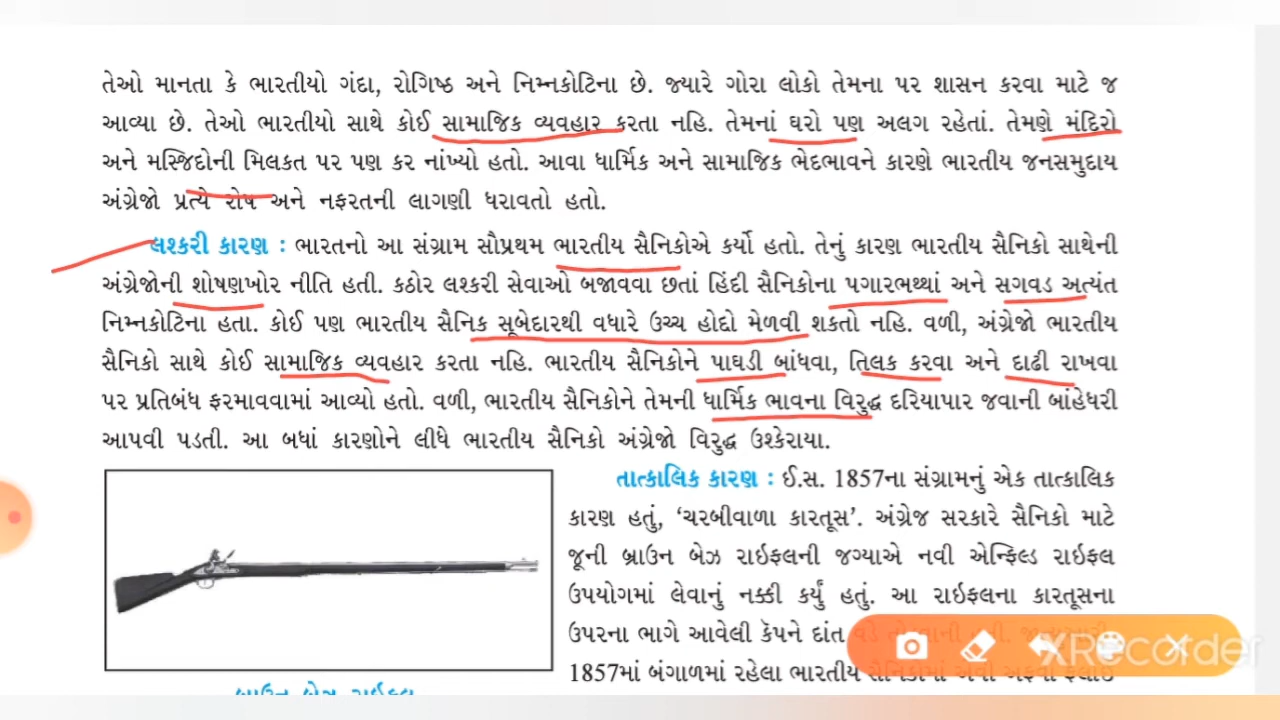 તેઓ માનતા કે ભારતીયો ગંદા, રોગિષ્ઠ અને નિમ્નકોટિના છે. જ્યારે ગોરા લોકો તેમના પર શાસન કરવા માટે જ
આવ્યા છે. તેઓ ભારતીયો સાથે કોઈ સામાજિક વ્યવહાર કરતા નહિ. તેમનાં ઘરો પણ અલગ રહેતાં. તેમણે મંદિરો
અને મસ્જિદોની મિલકત પર પણ કર નાંખ્યો હતો. આવા ધાર્મિક અને સામાજિક ભેદભાવને કારણે ભારતીય જનસમુદાય
અંગ્રેજો પ્રત્યે રોષ અને નફરતની લાગણી ધરાવતો હતો.
લશ્કરી કારણ : ભારતનો આ સંગ્રામ સૌપ્રથમ ભારતીય સૈનિકોએ કર્યો હતો. તેનું કારણ ભારતીય સૈનિકો સાથેની
અંગ્રેજોની શોષણખોર નીતિ હતી. કઠોર લશ્કરી સેવાઓ બજાવવા છતાં હિંદી સૈનિકોના પગારભથ્થાં અને સગવડ અત્યંત
નિમ્નકોટિના હતા. કોઈ પણ ભારતીય સૈનિક સૂબેદારથી વધારે ઉચ્ચ હોદ્દો મેળવી શકતો નહિ. વળી, અંગ્રેજો ભારતીય
સૈનિકો સાથે કોઈ સામાજિક વ્યવહાર કરતા નહિ. ભારતીય સૈનિકોને પાઘડી બાંધવા, તિલક કરવા અને દાઢી રાખવા
પર પ્રતિબંધ ફરમાવવામાં આવ્યો હતો. વળી, ભારતીય સૈનિકોને તેમની ધાર્મિક ભાવના વિરુદ્ધ દરિયાપાર જવાની બાંહેધરી
આપવી પડતી. આ બધાં કારણોને લીધે ભારતીય સૈનિકો અંગ્રેજો વિરુદ્ધ ઉશ્કેરાયા.
તાત્કાલિક કારણ : ઈ.સ. 1857ના સંગ્રામનું એક તાત્કાલિક
કારણ હતું, ‘ચરબીવાળા કારતૂસ’. અંગ્રેજ સરકારે સૈનિકો માટે
જૂની બ્રાઉન બેઝ રાઇફલની જગ્યાએ નવી એન્ફિલ્ડ રાઇફલ
ઉપયોગમાં લેવાનું નક્કી કર્યું હતું. આ રાઇફલના કારતૂસના
ઉપરના ભાગે આવેલી કૅપને દાંત વડે
1857માં બંગાળમાં રહેલા ભારતીય સૈનિકોમાં
બ્રાઉન બેઝ રાઇફલ
XRecorder